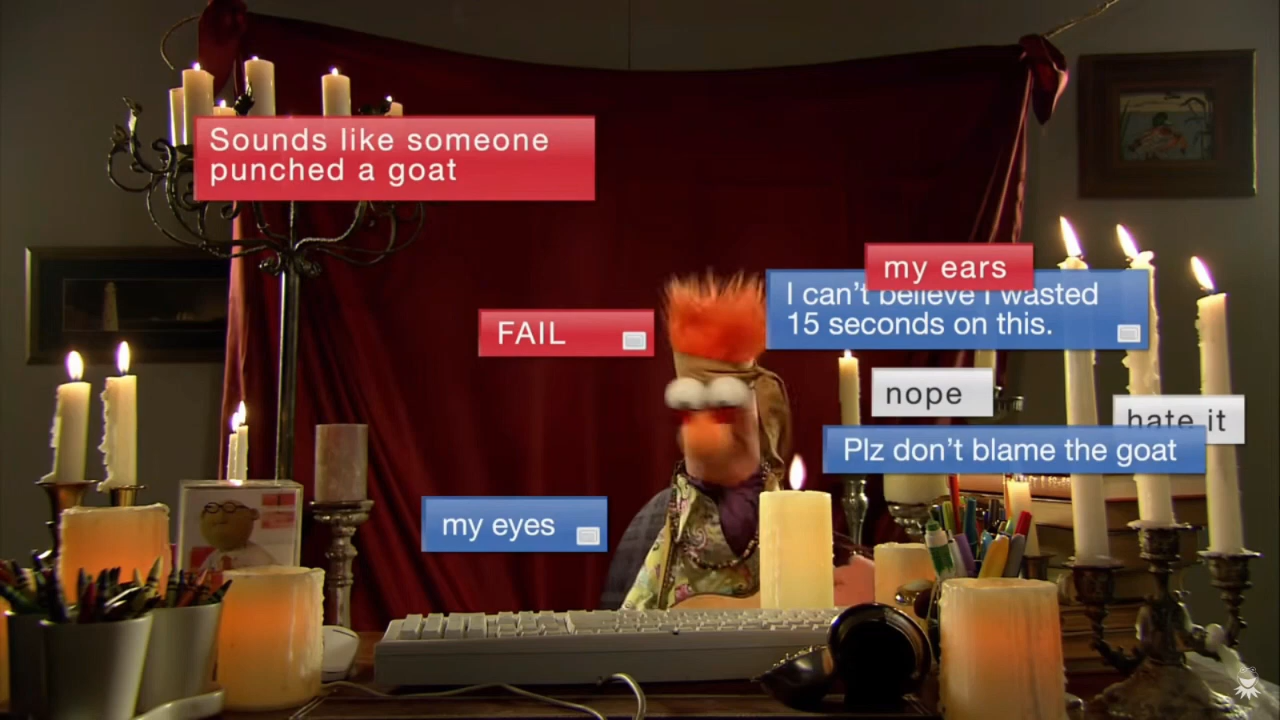 Sounds like someone
punched a goat
my ears
I can't believe I wasted
15 seconds on this.
FAIL
nope
hate it
Plz don't blame the goat
my eyes